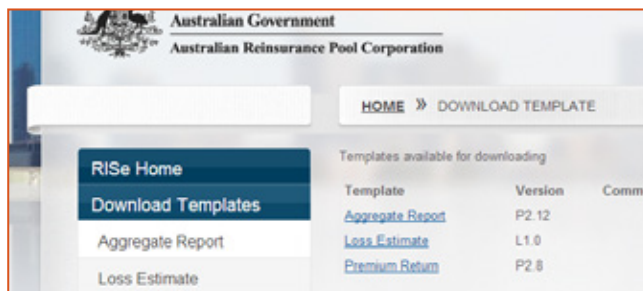 Australian Government
Australian Reinsurance Pool Corporation
HOME » DOWNLOAD TEMPLATE
RISe Home
Download Templates
Aggregate Report
Loss Estimate
Templates available for downloading
Template Version Comm
Aggregate Report P2.12
Loss Estimate L1.0
Premium Return P2.8